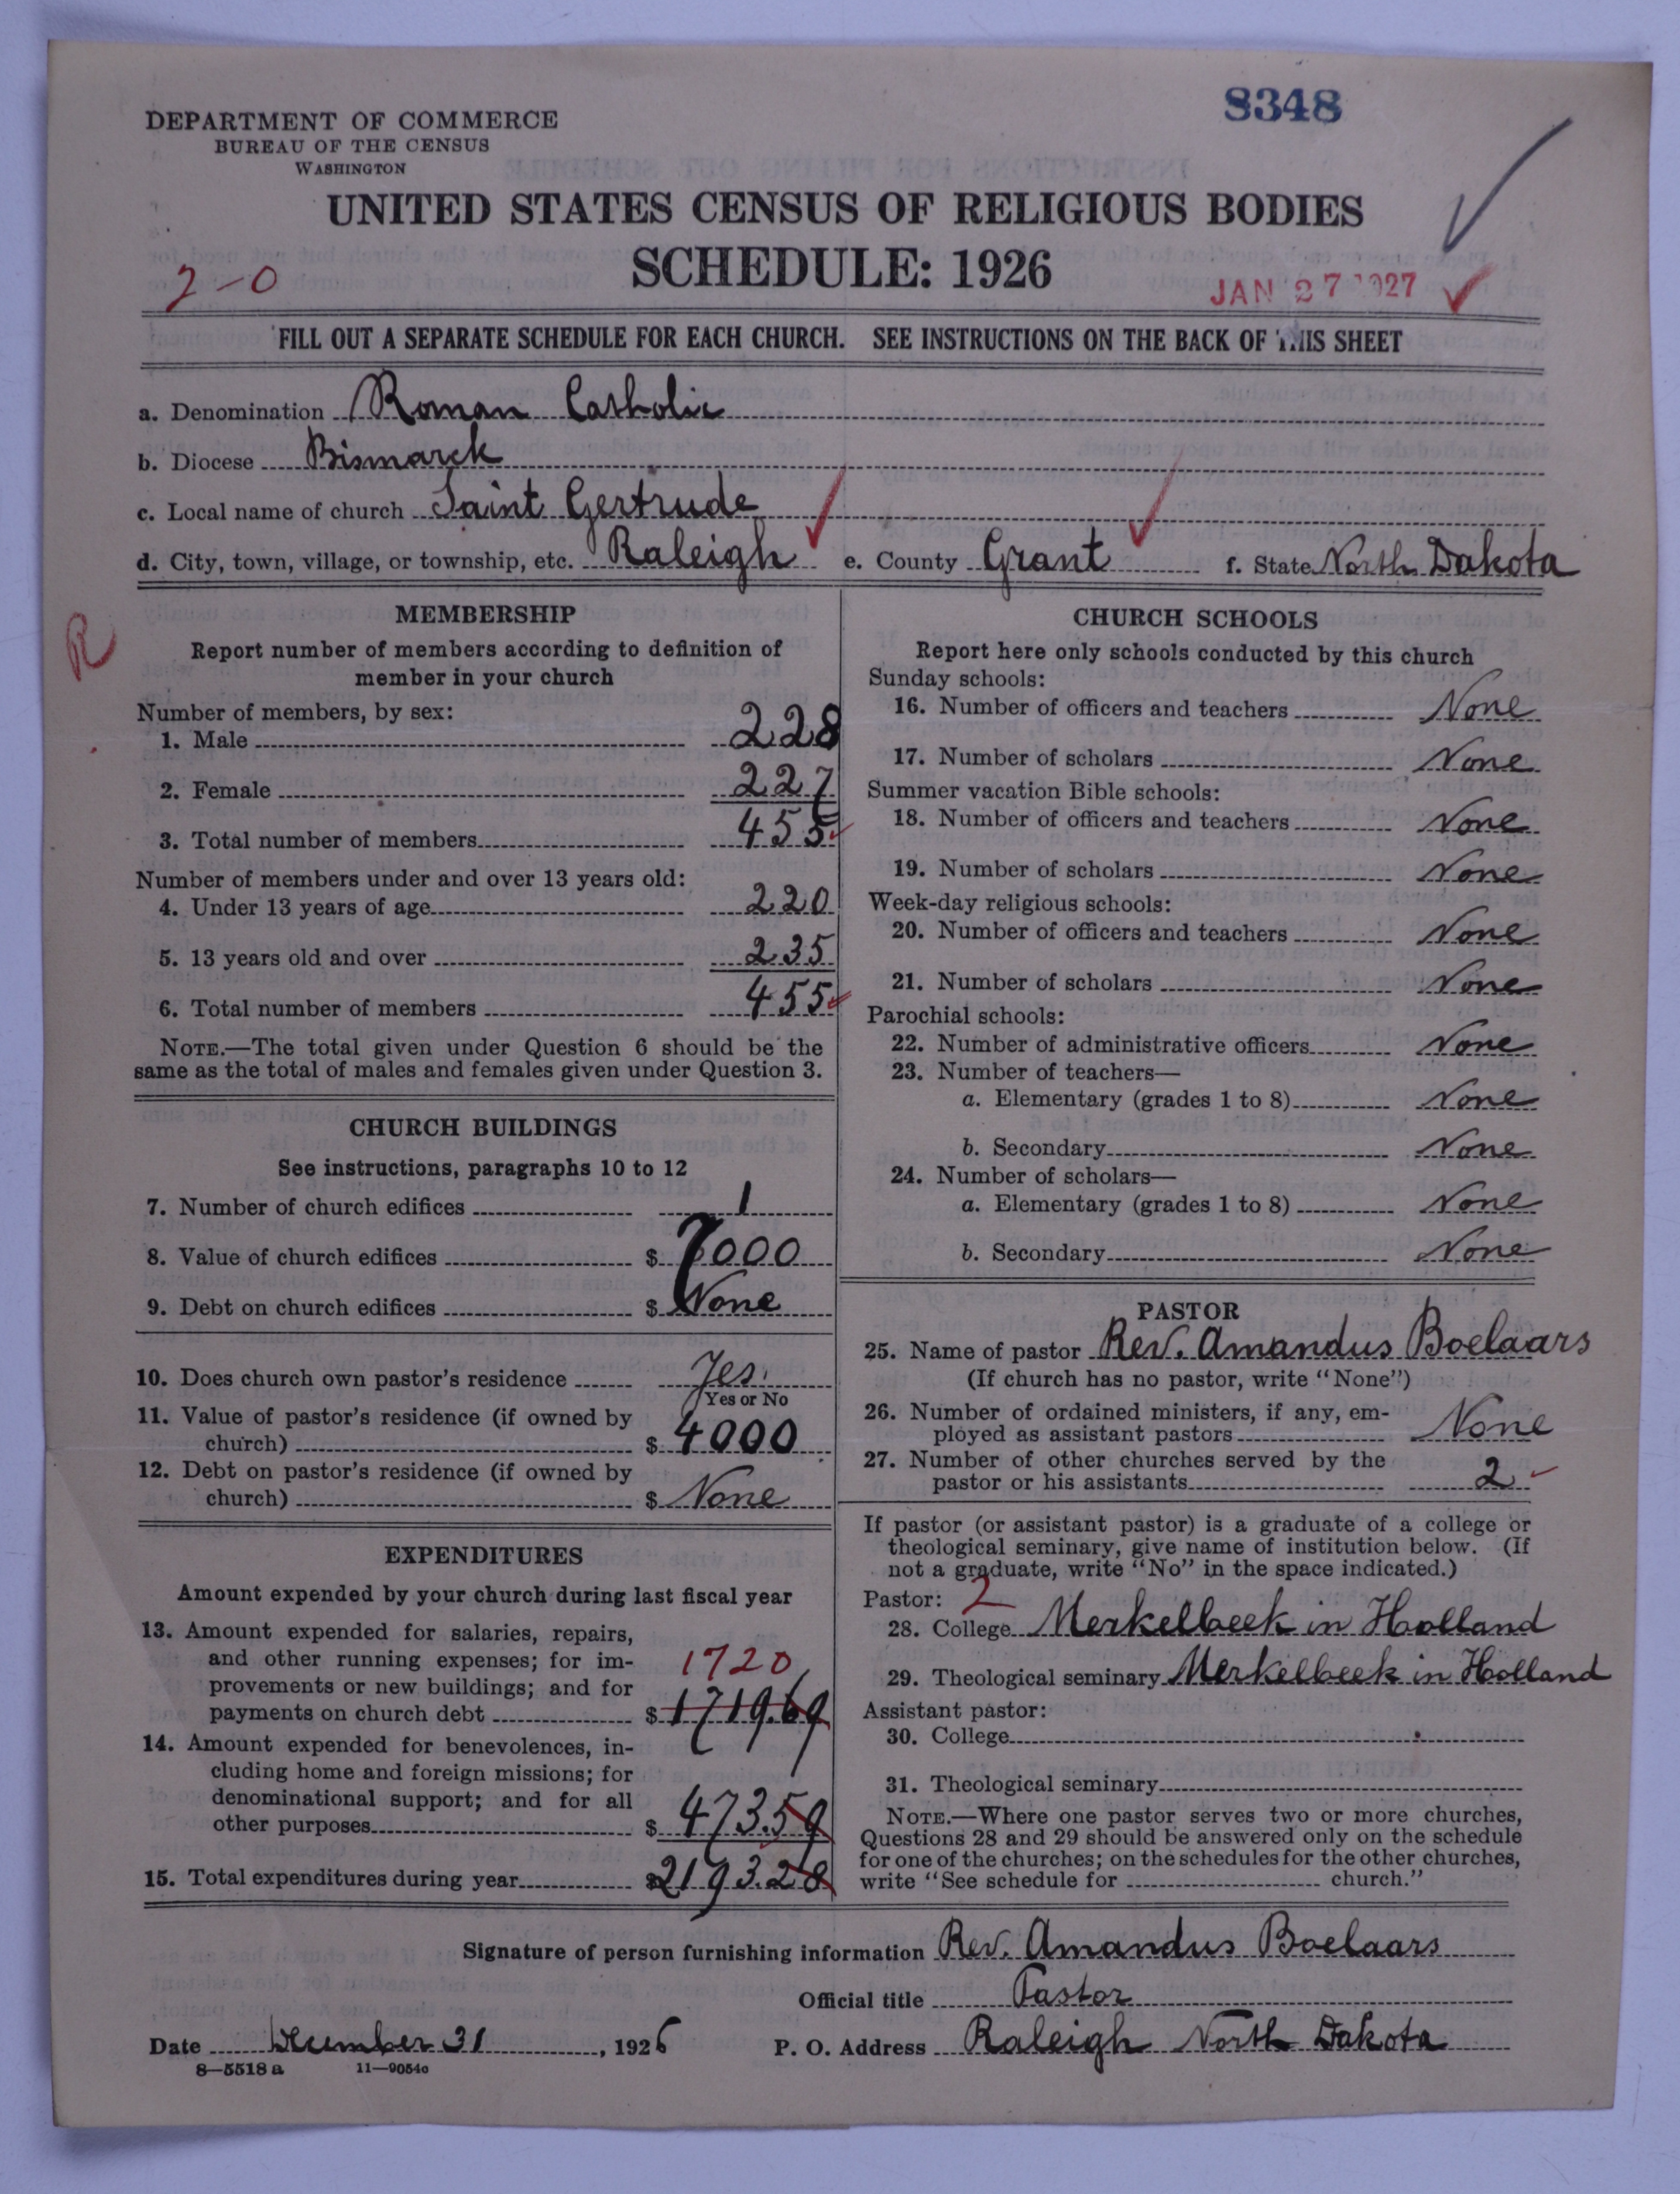 8348
DEPARTMENT OF COMMERCE
BUREAU OF THE CENSUS
WASHINGTON
UNITED STATES CENSUS OF RELIGIOUS BODIES
SCHEDULE: 1926
2-0
JAN 27 1927
FILL OUT A SEPARATE SCHEDULE FOR EACH CHURCH. SEE INSTRUCTIONS ON THE BACK OF THIS SHEET
a. Denomination Roman Catholic
b. Diocese Bismarck
c. Local name of church Saint Gertrude
d. City, town, village, or township, etc. Raleigh e. County Grant f. State North Dakota
R
MEMBERSHIP
Report number of members according to definition of
member in your church
Number of members, by sex:
1. Male 228
2. Female 227
3. Total number of members 455
Number of members under and over 13 years old:
4. Under 13 years of age 220
5. 13 years old and over 235
6. Total number of members 455
NOTE.—The total given under Question 6 should be the
same as the total of males and females given under Question 3.
CHURCH BUILDINGS
See instructions, paragraphs 10 to 12
7. Number of church edifices 1
8. Value of church edifices $ 7000
9. Debt on church edifices $ None
10. Does church own pastor's residence Yes.
Yes or No
11. Value of pastor's residence (if owned by
church) $ 4000
12. Debt on pastor's residence (if owned by
church) $ None
EXPENDITURES
Amount expended by your church during last fiscal year
13. Amount expended for salaries, repairs,
and other running expenses; for im-
provements or new buildings; and for
1720
payments on church debt $ 1719.69
14. Amount expended for benevolences, in-
cluding home and foreign missions; for
denominational support; and for all
other purposes $ 473.59
15. Total expenditures during year $ 2193.28
CHURCH SCHOOLS
Report here only schools conducted by this church
Sunday schools:
16. Number of officers and teachers None
17. Number of scholars None
Summer vacation Bible schools:
18. Number of officers and teachers None
19. Number of scholars None
Week-day religious schools:
20. Number of officers and teachers None
21. Number of scholars None
Parochial schools:
22. Number of administrative officers None
23. Number of teachers—
a. Elementary (grades 1 to 8) None
b. Secondary None
24. Number of scholars—
a. Elementary (grades 1 to 8) None
b. Secondary None
PASTOR
25. Name of pastor Rev. Amandus Boelaars
(If church has no pastor, write "None")
26. Number of ordained ministers, if any, em-
ployed as assistant pastors None
27. Number of other churches served by the
pastor or his assistants 2
If pastor (or assistant pastor) is a graduate of a college or
theological seminary, give name of institution below. (If
not a graduate, write "No" in the space indicated.)
Pastor: 2
28. College Merkelbeek in Holland
29. Theological seminary Merkelbeek in Holland
Assistant pastor:
30. College
31. Theological seminary
NOTE.—Where one pastor serves two or more churches,
Questions 28 and 29 should be answered only on the schedule
for one of the churches; on the schedules for the other churches,
write "See schedule for church."
Signature of person furnishing information Rev. Amandus Boelaars
Official title Pastor
Date December 31, 1926 P. O. Address Raleigh North Dakota
8—5518 a 11—9054c